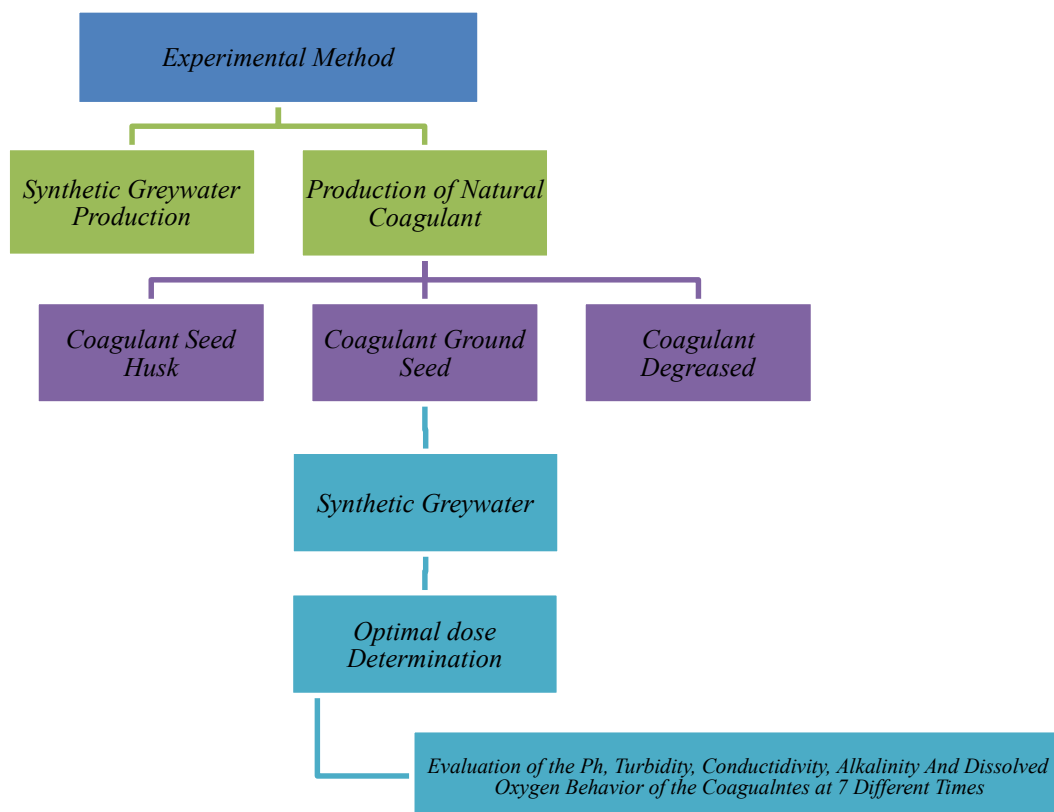 Experimental Method
Synthetic Greywater
Production
Production of Natural
Coagulant
Coagulant Seed
Husk
Coagulant Ground
Seed
Coagulant
Degreased
Synthetic Greywater
Optimal dose
Determination
Evaluation of the Ph, Turbidity, Conductidivity, Alkalinity And Dissolved
Oxygen Behavior of the Coagualntes at 7 Different Times